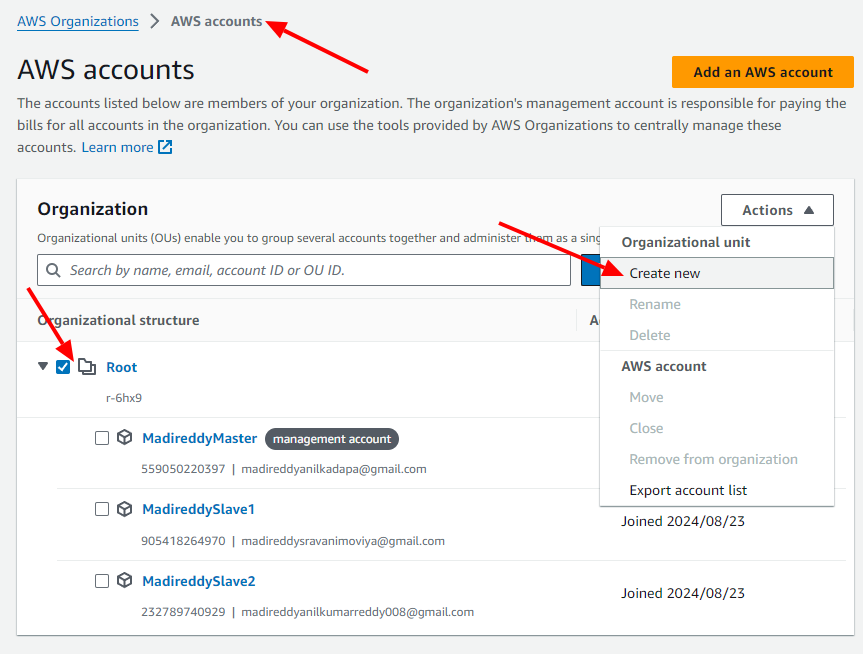 AWS Organizations > AWS accounts
AWS accounts
Add an AWS account
The accounts listed below are members of your organization. The organization's management account is responsible for paying the
bills for all accounts in the organization. You can use the tools provided by AWS Organizations to centrally manage these
accounts. Learn more
Organization
Actions
Organizational units (OUs) enable you to group several accounts together and administer them as a sing
Search by name, email, account ID or OU ID.
Organizational unit
Create new
Rename
Delete
AWS account
Move
Close
Remove from organization
Export account list
Organizational structure
Root
r-6hx9
MadireddyMaster management account
559050220397 | madireddyanilkadapa@gmail.com
MadireddySlave1
Joined 2024/08/23
905418264970 | madireddysravanimoviya@gmail.com
MadireddySlave2
Joined 2024/08/23
232789740929 | madireddyanilkumarreddy008@gmail.com